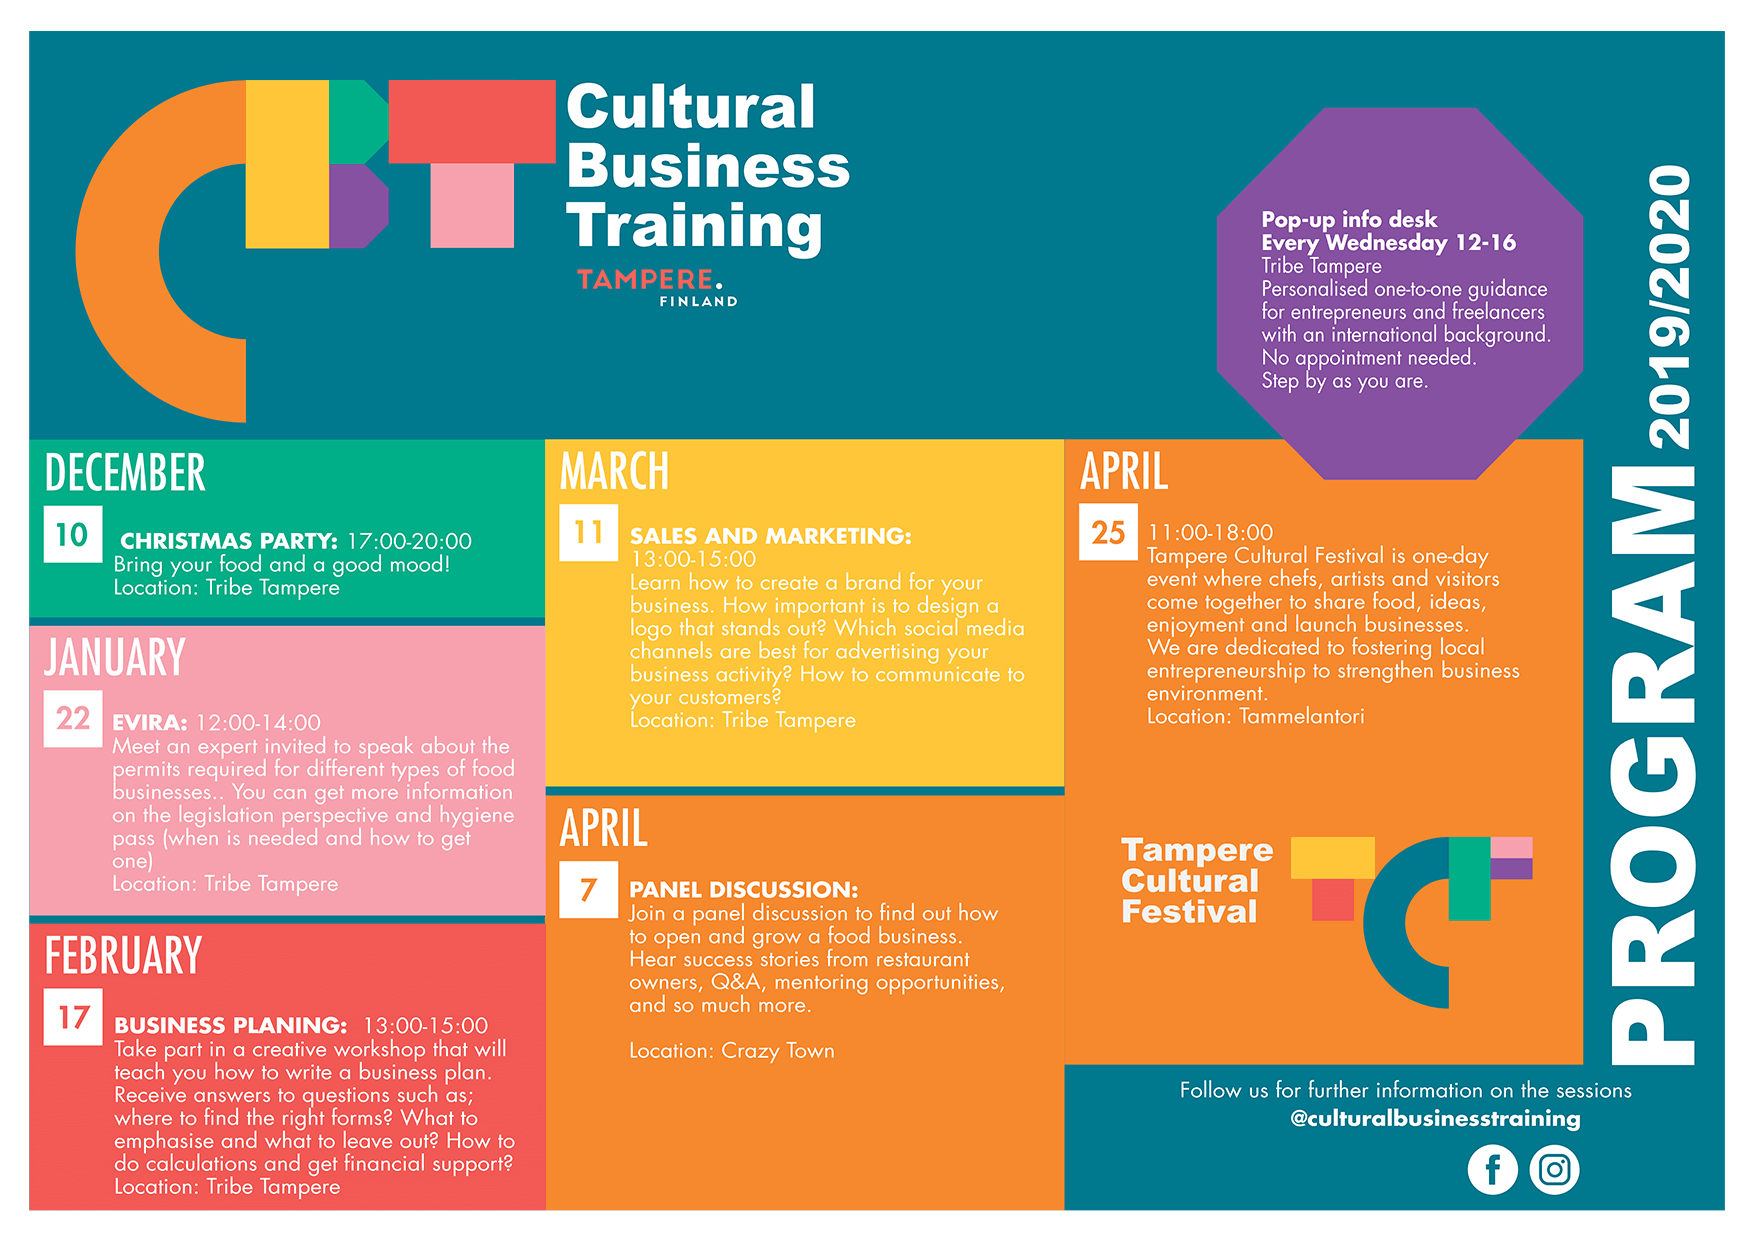 CBT
Cultural
Business
Training
TAMPERE.
FINLAND
Pop-up info desk
Every Wednesday 12-16
Tribe Tampere
Personalised one-to-one guidance
for entrepreneurs and freelancers
with an international background.
No appointment needed.
Step by as you are.
PROGRAM 2019/2020
DECEMBER
10
CHRISTMAS PARTY: 17:00-20:00
Bring your food and a good mood!
Location: Tribe Tampere
JANUARY
22
EVIRA: 12:00-14:00
Meet an expert invited to speak about the
permits required for different types of food
businesses.. You can get more information
on the legislation perspective and hygiene
pass (when is needed and how to get
one)
Location: Tribe Tampere
FEBRUARY
17
BUSINESS PLANING: 13:00-15:00
Take part in a creative workshop that will
teach you how to write a business plan.
Receive answers to questions such as;
where to find the right forms? What to
emphasise and what to leave out? How to
do calculations and get financial support?
Location: Tribe Tampere
MARCH
11
SALES AND MARKETING:
13:00-15:00
Learn how to create a brand for your
business. How important is to design a
logo that stands out? Which social media
channels are best for advertising your
business activity? How to communicate to
your customers?
Location: Tribe Tampere
APRIL
7
PANEL DISCUSSION:
Join a panel discussion to find out how
to open and grow a food business.
Hear success stories from restaurant
owners, Q&A, mentoring opportunities,
and so much more.
Location: Crazy Town
APRIL
25
11:00-18:00
Tampere Cultural Festival is one-day
event where chefs, artists and visitors
come together to share food, ideas,
enjoyment and launch businesses.
We are dedicated to fostering local
entrepreneurship to strengthen business
environment.
Location: Tammelantori
Tampere
Cultural
Festival
TCF
Follow us for further information on the sessions
@culturalbusinesstraining